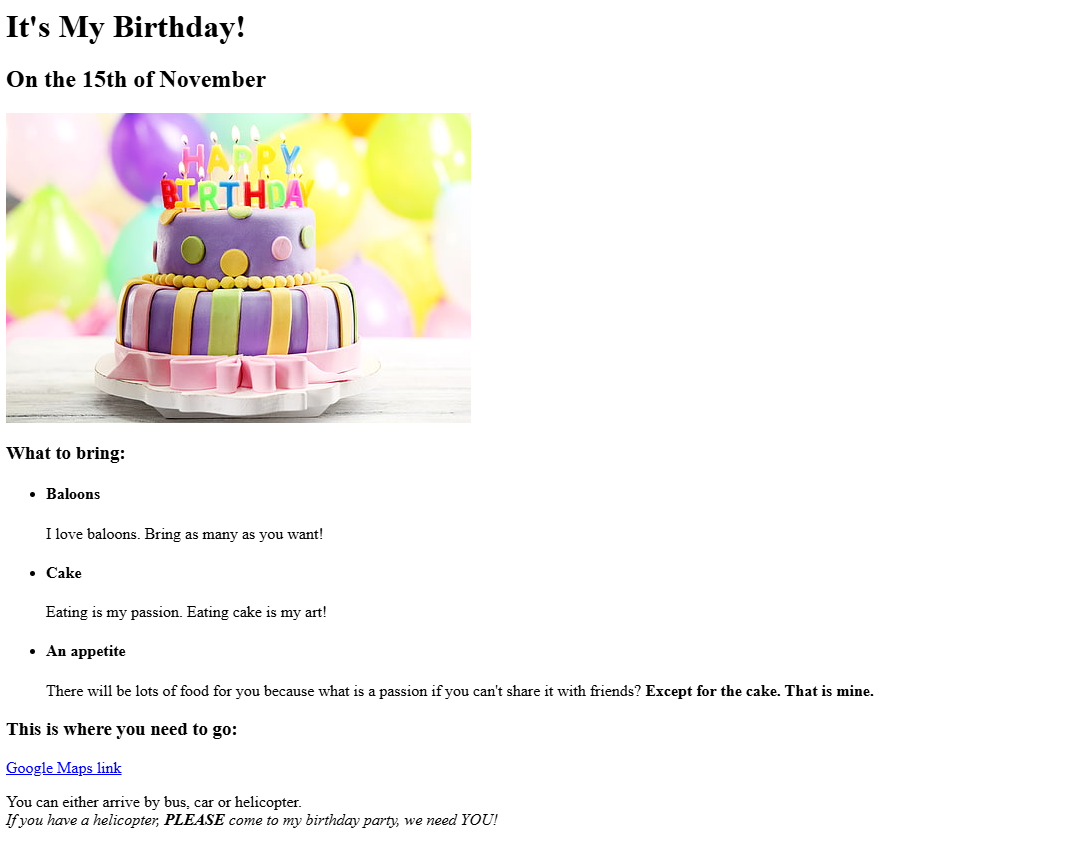 It's My Birthday!
On the 15th of November
HAPPY
BIRTHDAY
What to bring:
Baloons
I love baloons. Bring as many as you want!
Cake
Eating is my passion. Eating cake is my art!
An appetite
There will be lots of food for you because what is a passion if you can't share it with friends? Except for the cake. That is mine.
This is where you need to go:
Google Maps link
You can either arrive by bus, car or helicopter.
If you have a helicopter, PLEASE come to my birthday party, we need YOU!